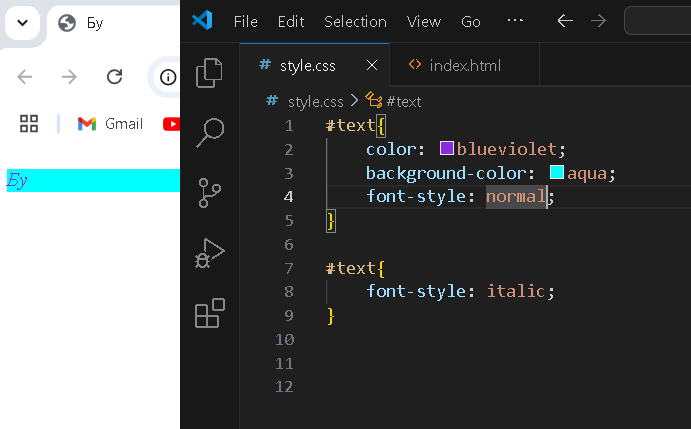 Бу
Gmail
Бу
File Edit Selection View Go ···
# style.css × <> index.html
# style.css > #text
1 #text{
2 color: blueviolet;
3 background-color: aqua;
4 font-style: normal;
5 }
6
7 #text{
8 font-style: italic;
9 }
10
11
12